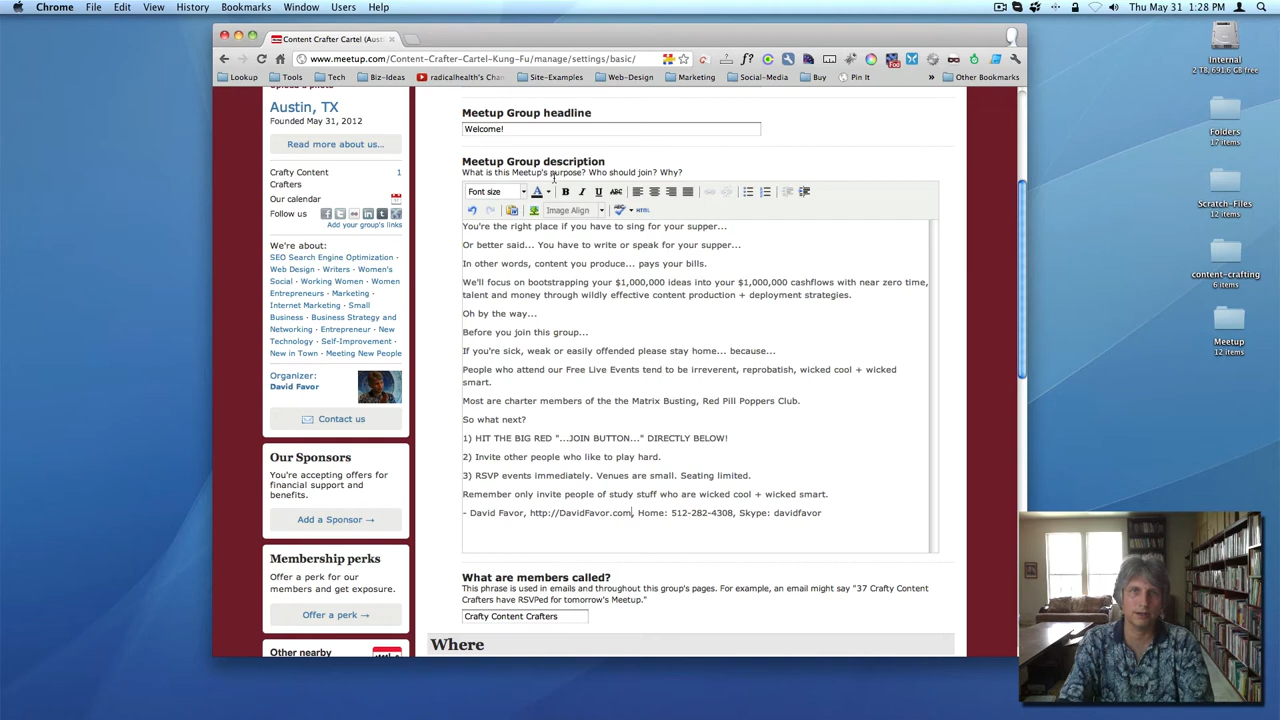 Chrome File Edit View History Bookmarks Window Users Help
Thu May 31 1:28 PM
Content Crafter Cartel (Aust
www.meetup.com/Content-Crafter-Cartel-Kung-Fu/manage/settings/basic/
Lookup Tools Tech Biz-Ideas radicalhealth's Chan Site-Examples Web-Design Marketing Social-Media Buy Pin It » Other Bookmarks
Internal
2 TB, 691.6 GB free
Folders
17 items
Scratch-Files
12 items
content-crafting
6 items
Meetup
12 items
Upload a photo
Austin, TX
Founded May 31, 2012
Read more about us...
Crafty Content Crafters 1
Our calendar
Follow us
Add your group's links
We're about:
SEO Search Engine Optimization ·
Web Design · Writers · Women's
Social · Working Women · Women
Entrepreneurs · Marketing ·
Internet Marketing · Small
Business · Business Strategy and
Networking · Entrepreneur · New
Technology · Self-Improvement ·
New in Town · Meeting New People
Organizer:
David Favor
Contact us
Our Sponsors
You're accepting offers for
financial support and
benefits.
Add a Sponsor →
Membership perks
Offer a perk for our
members and get exposure.
Offer a perk →
Other nearby
Meetup Group headline
Welcome!
Meetup Group description
What is this Meetup's purpose? Who should join? Why?
Font size A B I U ABC
Image Align HTML
You're the right place if you have to sing for your supper...
Or better said... You have to write or speak for your supper...
In other words, content you produce... pays your bills.
We'll focus on bootstrapping your $1,000,000 ideas into your $1,000,000 cashflows with near zero time,
talent and money through wildly effective content production + deployment strategies.
Oh by the way...
Before you join this group...
If you're sick, weak or easily offended please stay home... because...
People who attend our Free Live Events tend to be irreverent, reprobatish, wicked cool + wicked
smart.
Most are charter members of the the Matrix Busting, Red Pill Poppers Club.
So what next?
1) HIT THE BIG RED "...JOIN BUTTON..." DIRECTLY BELOW!
2) Invite other people who like to play hard.
3) RSVP events immediately. Venues are small. Seating limited.
Remember only invite people of study stuff who are wicked cool + wicked smart.
- David Favor, http://DavidFavor.com, Home: 512-282-4308, Skype: davidfavor
What are members called?
This phrase is used in emails and throughout this group's pages. For example, an email might say "37 Crafty Content
Crafters have RSVPed for tomorrow's Meetup."
Crafty Content Crafters
Where